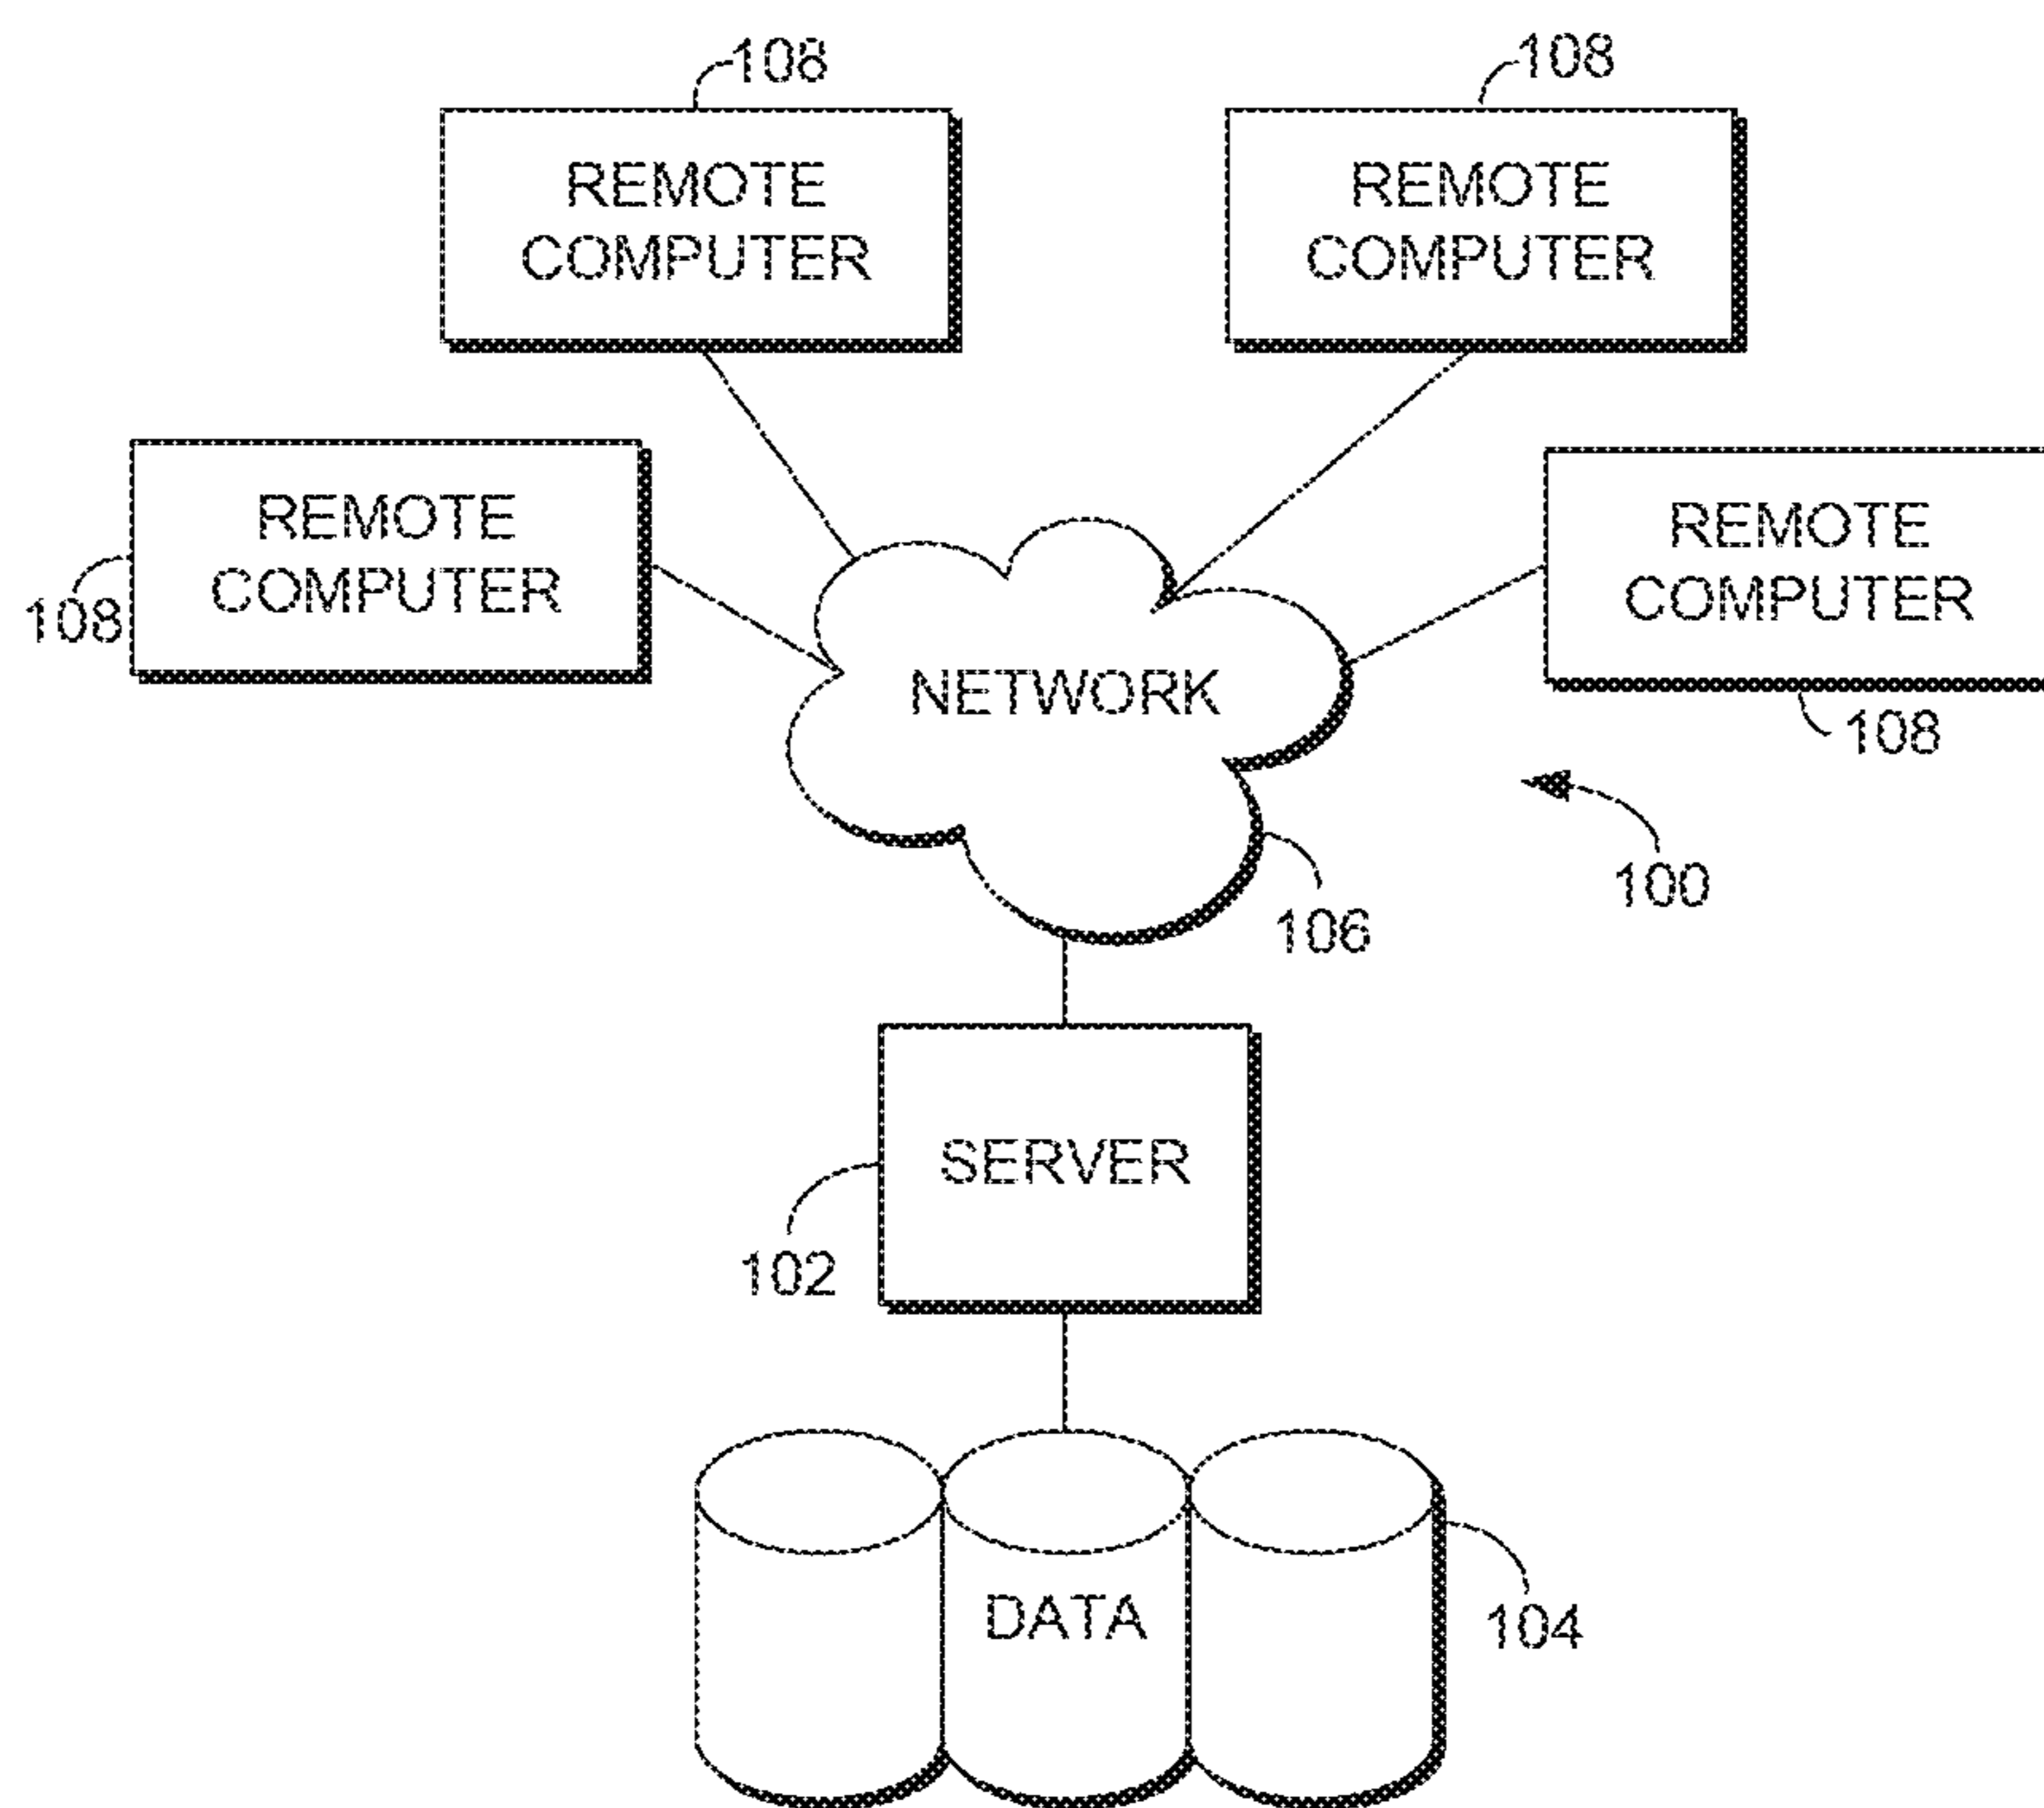 108
108
REMOTE
COMPUTER
REMOTE
COMPUTER
REMOTE
COMPUTER
108
REMOTE
COMPUTER
108
NETWORK
100
106
SERVER
102
DATA
104